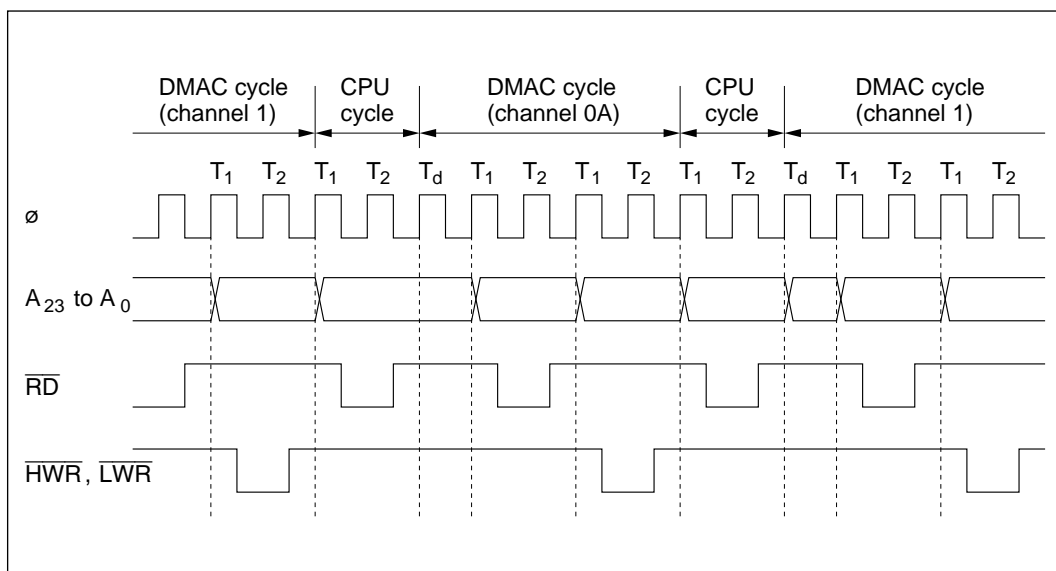 DMAC cycle (channel 1)
CPU cycle
DMAC cycle (channel 0A)
CPU cycle
DMAC cycle (channel 1)
T1 T2 T1 T2 Td T1 T2 T1 T2 T1 T2 Td T1 T2 T1 T2
ø
A23 to A0
RD
HWR, LWR